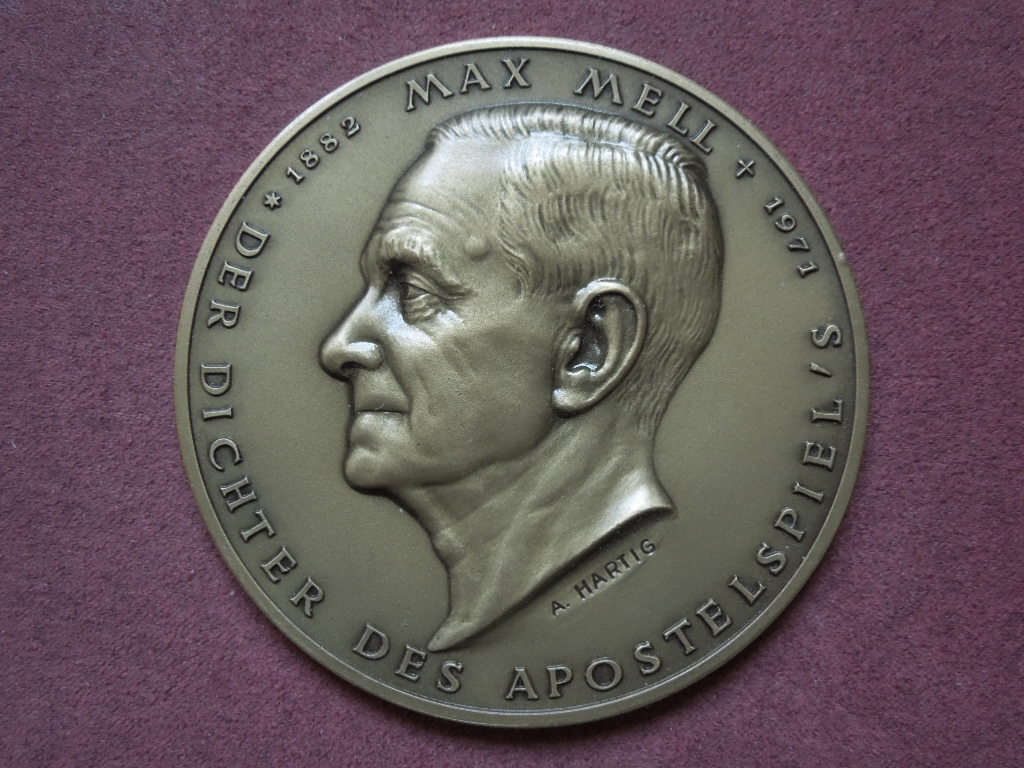 MAX MELL
* 1882 ✝ 1971
DER DICHTER DES APOSTELSPIEL'S
A. HARTIG